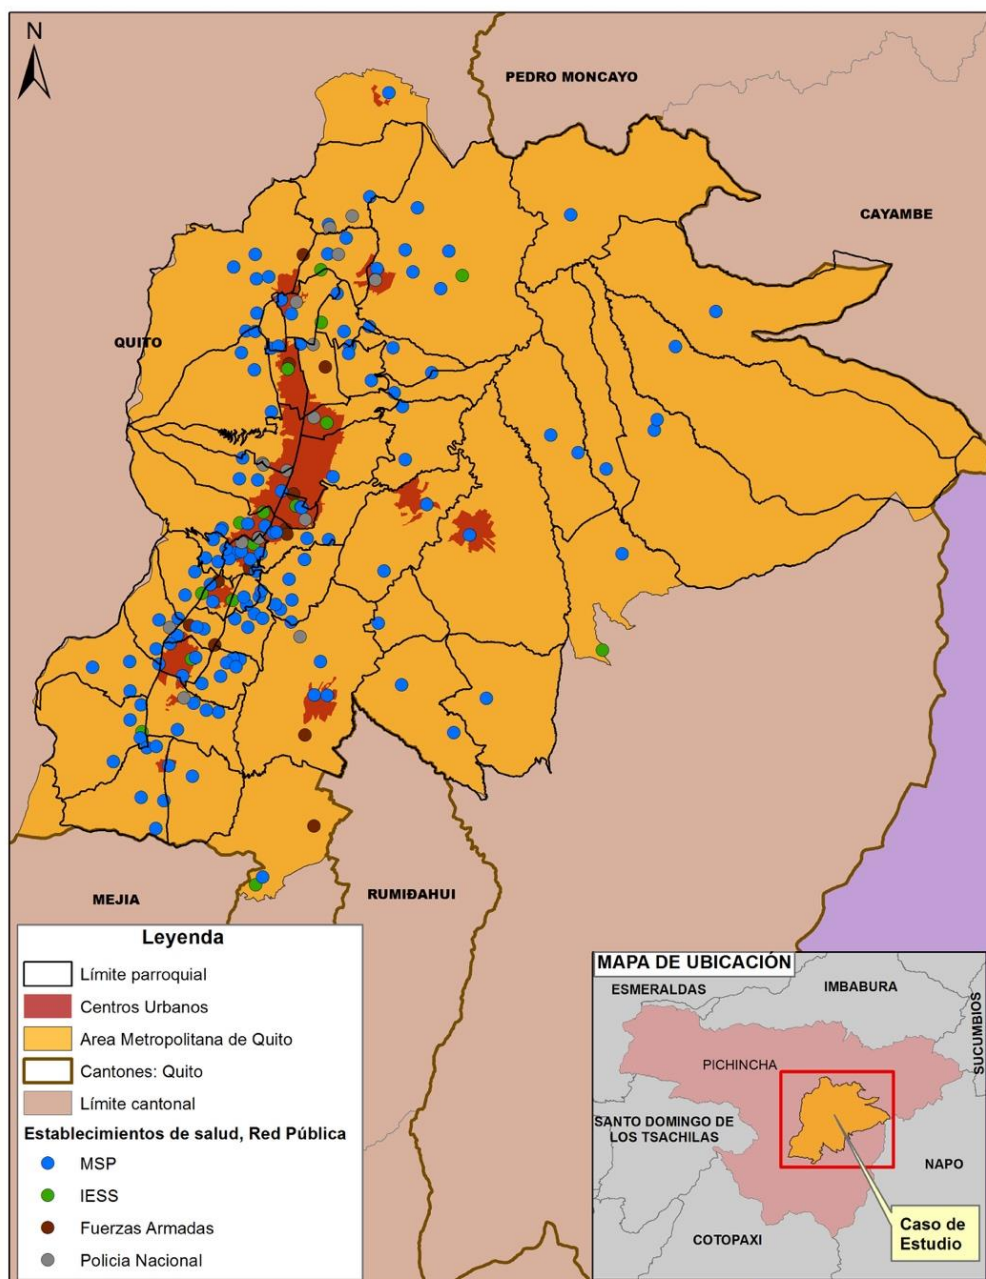 N
PEDRO MONCAYO
CAYAMBE
QUITO
MEJIA
RUMIÐAHUI
Leyenda
Límite parroquial
Centros Urbanos
Area Metropolitana de Quito
Cantones: Quito
Límite cantonal
Establecimientos de salud, Red Pública
MSP
IESS
Fuerzas Armadas
Policia Nacional
MAPA DE UBICACIÓN
ESMERALDAS
IMBABURA
SUCUMBIOS
PICHINCHA
SANTO DOMINGO DE
LOS TSACHILAS
NAPO
COTOPAXI
Caso de
Estudio